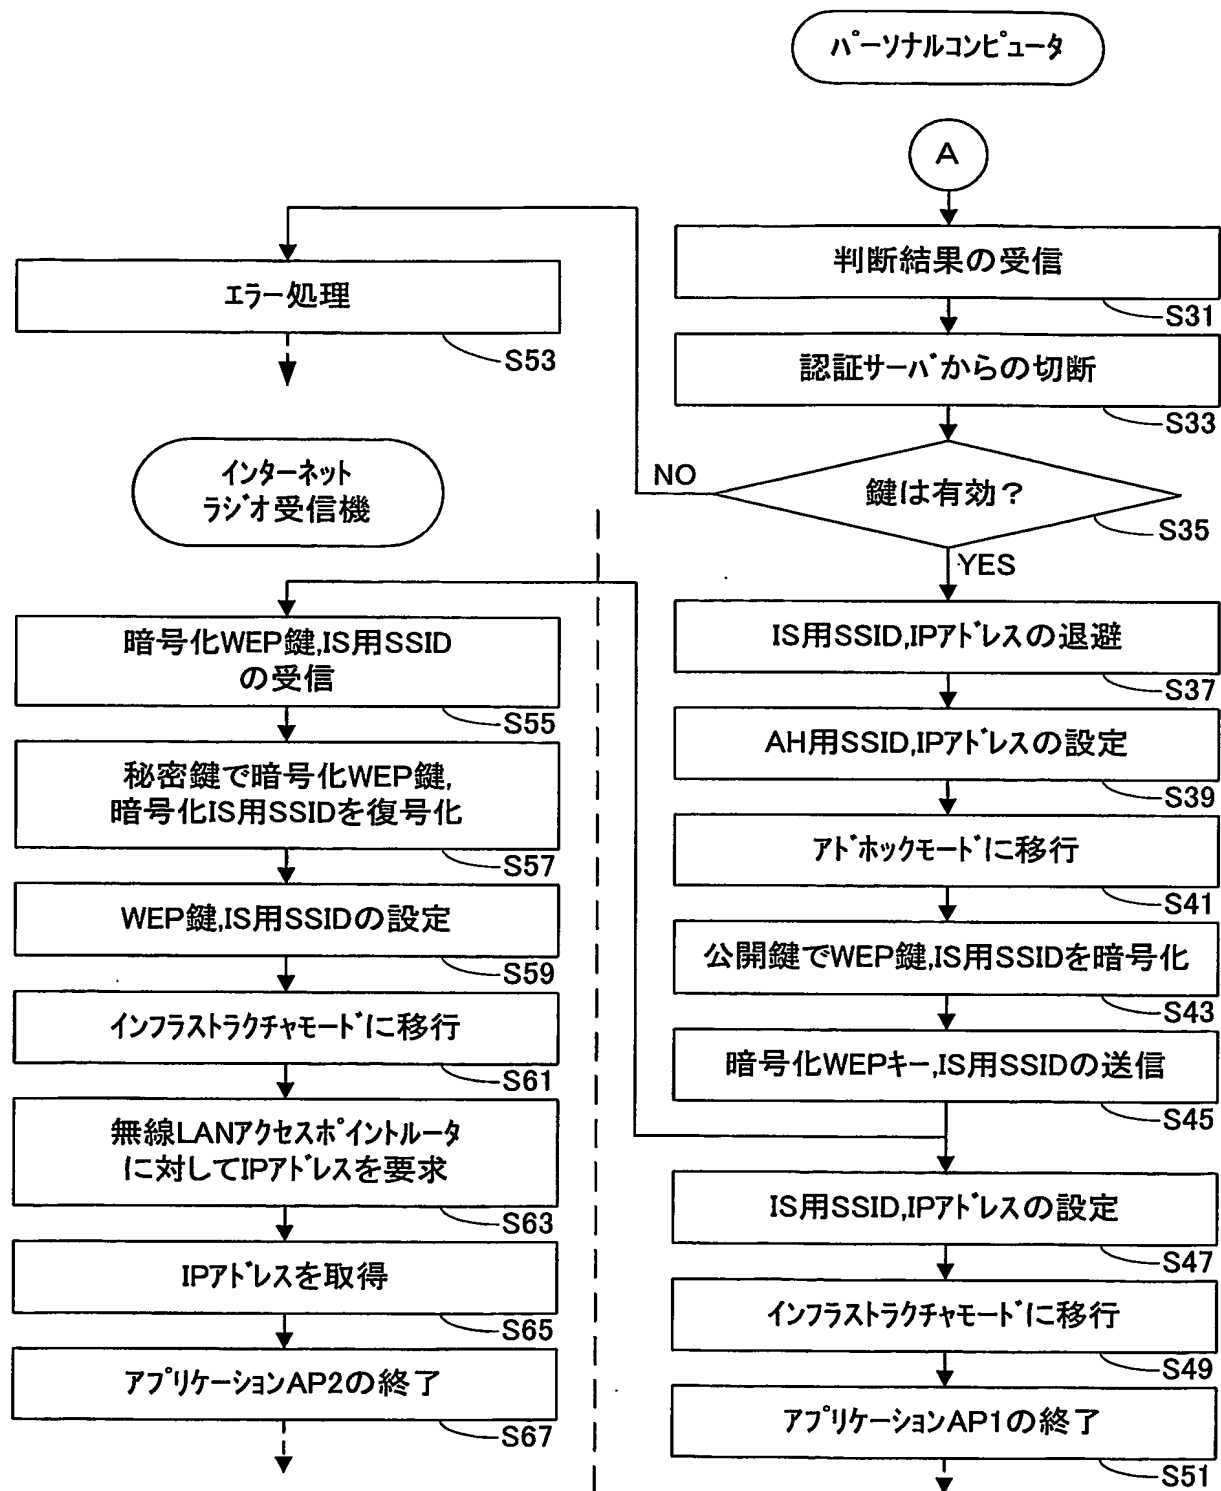 パーソナルコンピュータ
A
判断結果の受信
S31
認証サーバからの切断
S33
鍵は有効？
S35
NO
YES
エラー処理
S53
IS用SSID,IPアドレスの退避
S37
AH用SSID,IPアドレスの設定
S39
アドホックモードに移行
S41
公開鍵でWEP鍵,IS用SSIDを暗号化
S43
暗号化WEPキー,IS用SSIDの送信
S45
IS用SSID,IPアドレスの設定
S47
インフラストラクチャモードに移行
S49
アプリケーションAP1の終了
S51
インターネット
ラジオ受信機
暗号化WEP鍵,IS用SSID
の受信
S55
秘密鍵で暗号化WEP鍵,
暗号化IS用SSIDを復号化
S57
WEP鍵,IS用SSIDの設定
S59
インフラストラクチャモードに移行
S61
無線LANアクセスポイントルータ
に対してIPアドレスを要求
S63
IPアドレスを取得
S65
アプリケーションAP2の終了
S67